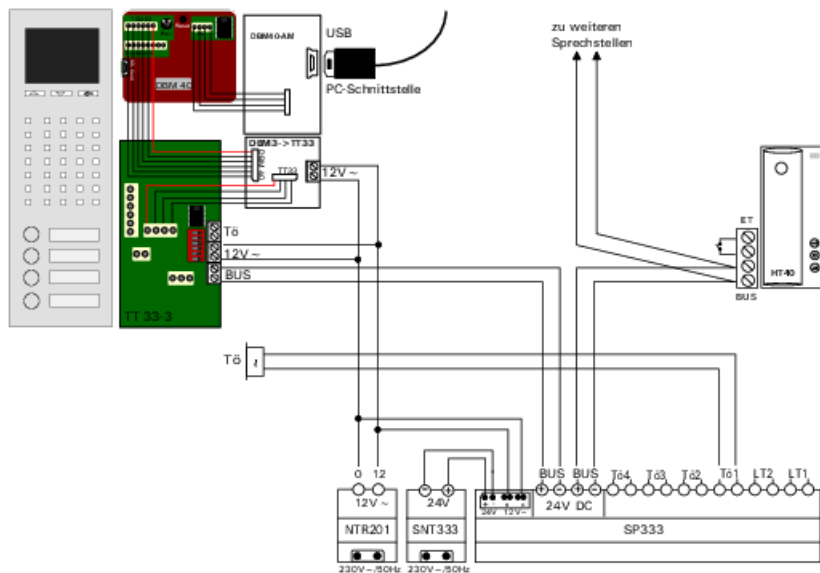 USB
zu weiteren
Sprechstellen
DBM40-AM
DBM 40
PC-Schnittstelle
DBM3->TT33
DBM 40
TT33
12V ~
Tö
12V ~
BUS
TT 33-3
ET
HT40
BUS
Tö
0 12
BUS BUS Tö4 Tö3 Tö2 Tö1 LT2 LT1
12V ~
24V
24V 12V~
24V DC
NTR201
SNT333
SP333
230V~/50Hz
230V~/50Hz